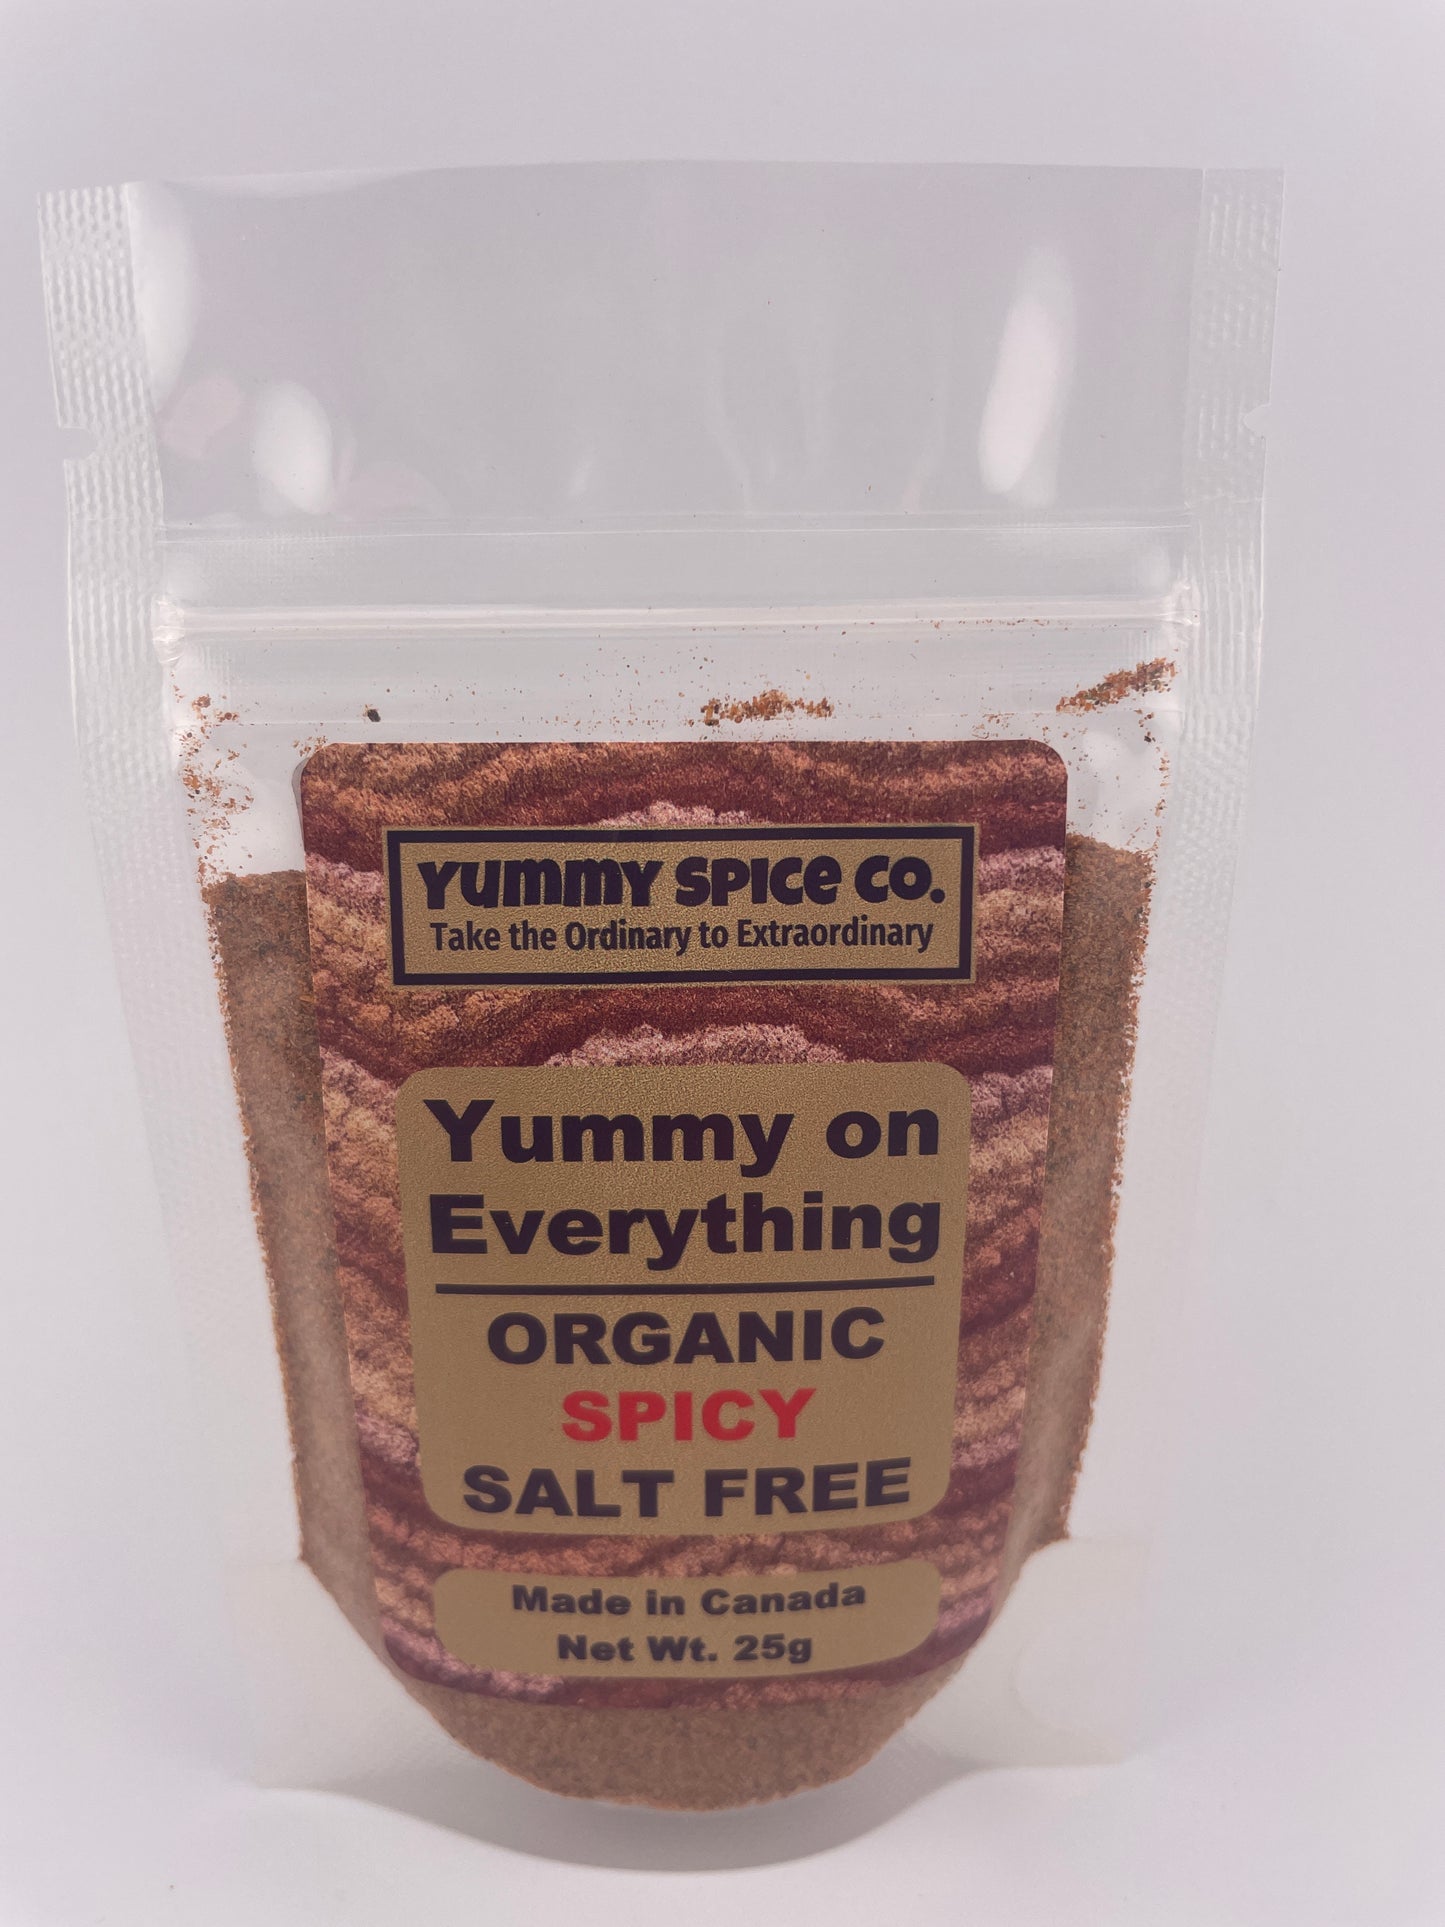 Yummy Spice Co.
Take the Ordinary to Extraordinary
Yummy on
Everything
ORGANIC
SPICY
SALT FREE
Made in Canada
Net Wt. 25g